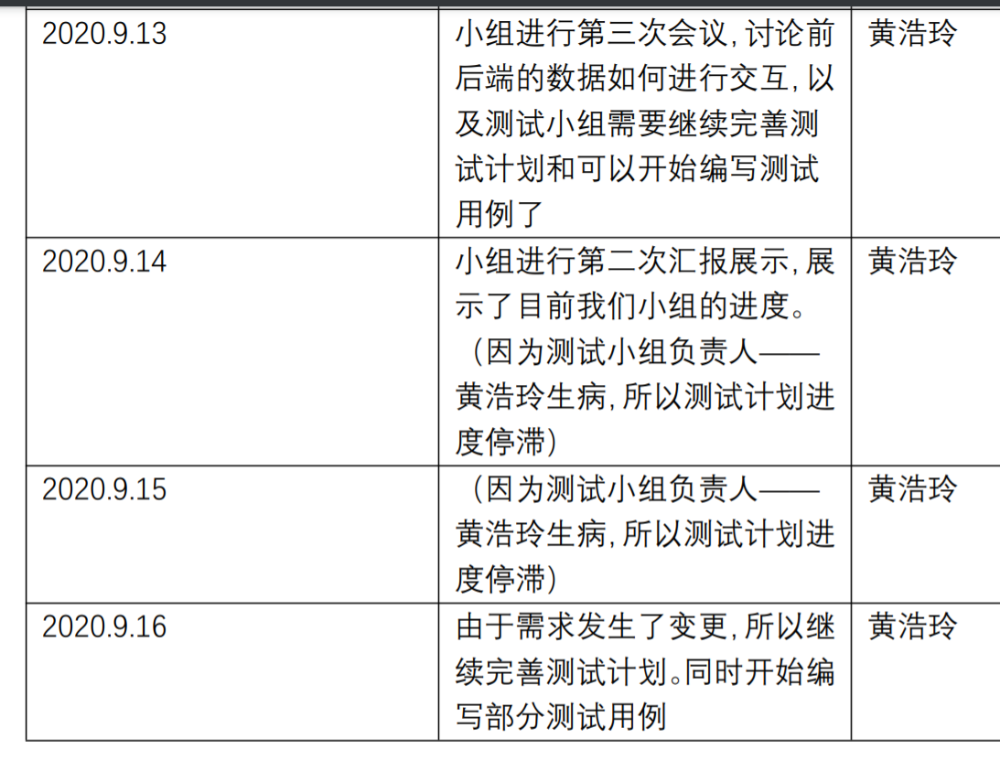 2020.9.13
小组进行第三次会议,讨论前
后端的数据如何进行交互,以
及测试小组需要继续完善测
试计划和可以开始编写测试
用例了
黄浩玲
2020.9.14
小组进行第二次汇报展示,展
示了目前我们小组的进度。
（因为测试小组负责人——
黄浩玲生病,所以测试计划进
度停滞）
黄浩玲
2020.9.15
（因为测试小组负责人——
黄浩玲生病,所以测试计划进
度停滞）
黄浩玲
2020.9.16
由于需求发生了变更,所以继
续完善测试计划。同时开始编
写部分测试用例
黄浩玲